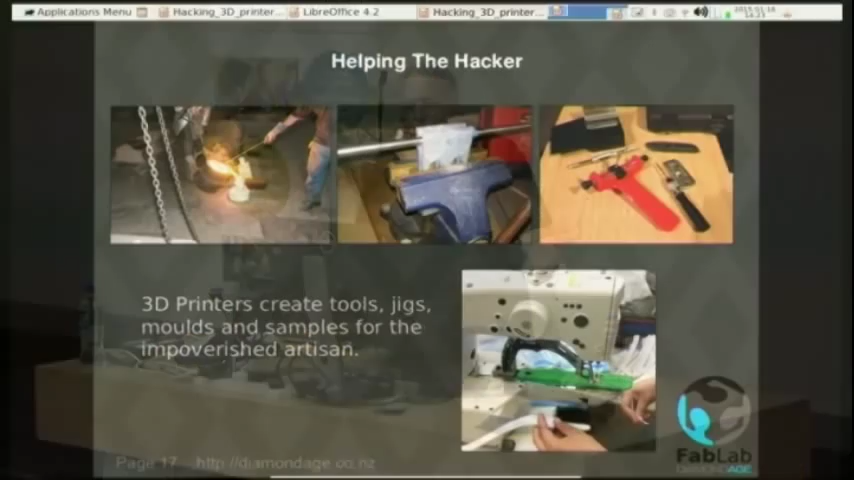 Applications Menu
Hacking_3D_printer...
LibreOffice 4.2
Hacking_3D_printer...
Helping The Hacker
3D Printers create tools, jigs,
moulds and samples for the
impoverished artisan.
FabLab
DIAMONDAGE
Page 17 http://diamondage.co.nz